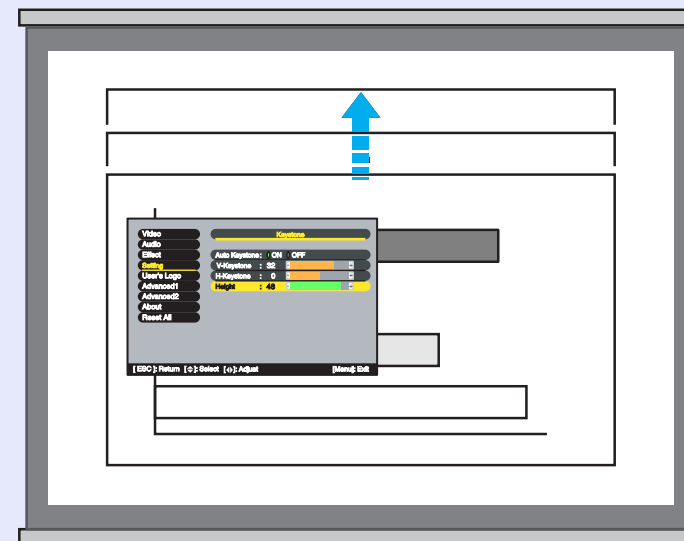 Keystone
Video
Audio
Effect
Setting
User's Logo
Advanced1
Advanced2
About
Reset All
Auto Keystone : ON OFF
V-Keystone : 32
H-Keystone : 0
Height : 48
[ ESC ]: Return [ ]: Select [ ]: Adjust [Menu]: Exit